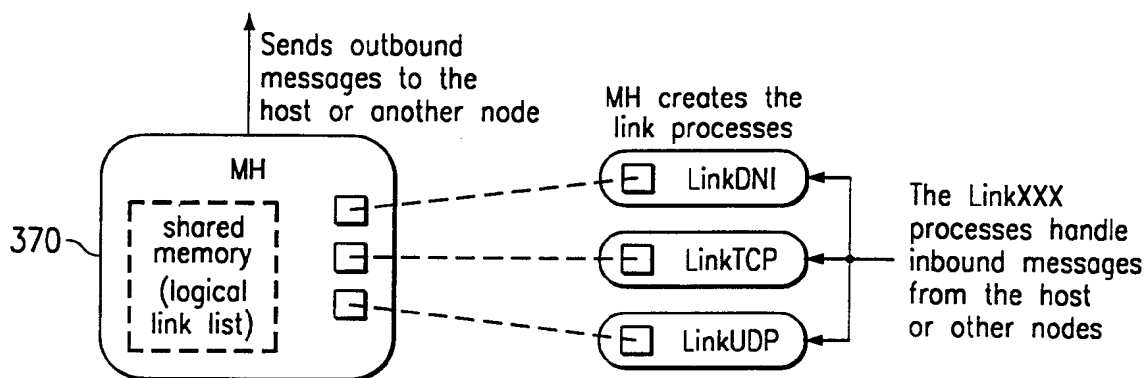 Sends outbound
messages to the
host or another node
MH creates the
link processes
MH
shared
memory
(logical
link list)
370
LinkDNI
LinkTCP
LinkUDP
The LinkXXX
processes handle
inbound messages
from the host
or other nodes